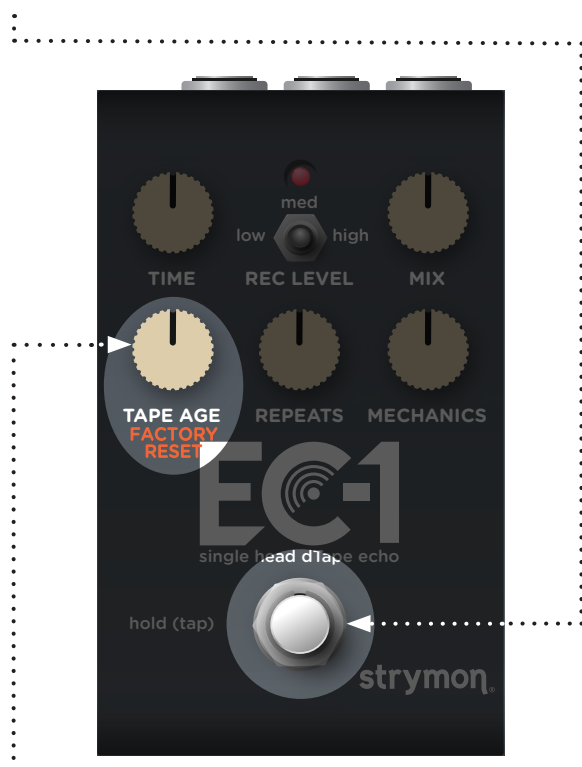 med
low high
TIME REC LEVEL MIX
TAPE AGE REPEATS MECHANICS
FACTORY
RESET
EC-1
single head dTape echo
hold (tap)
strymon®